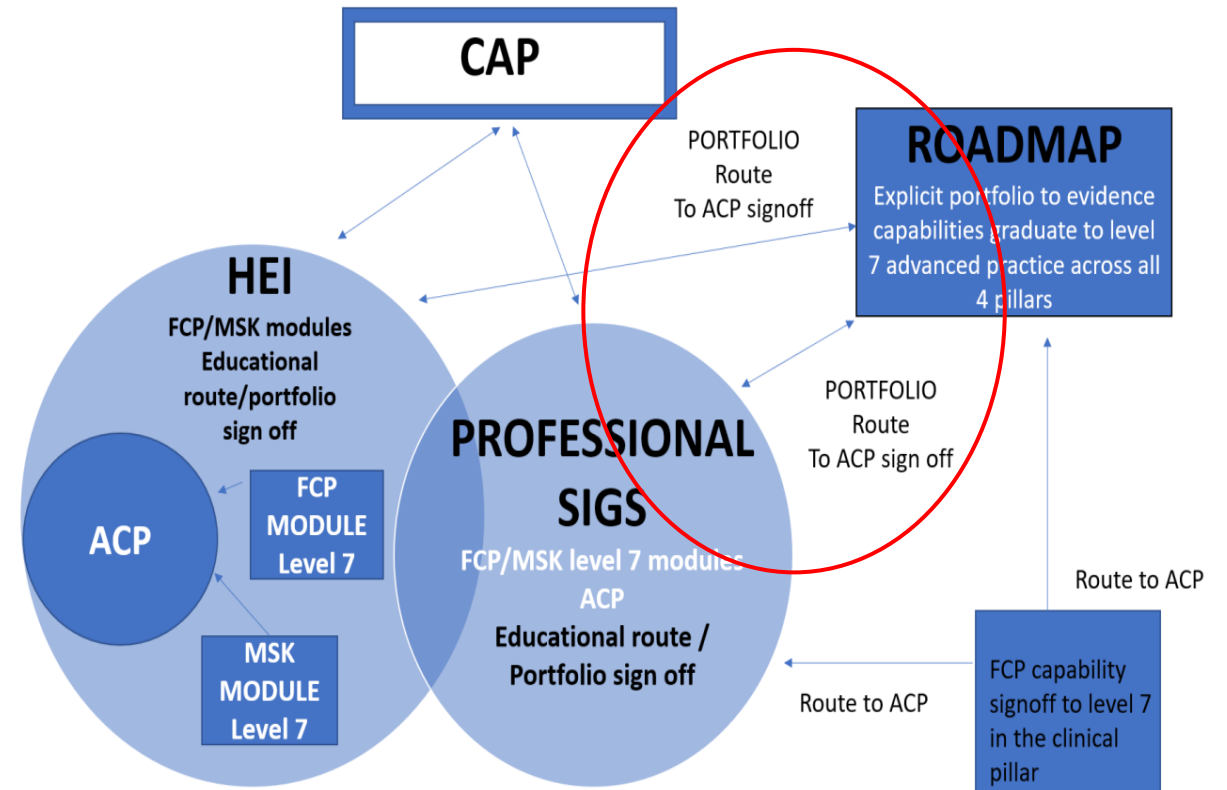 CAP
PORTFOLIO
Route
To ACP signoff
ROADMAP
Explicit portfolio to evidence
capabilities graduate to level
7 advanced practice across all
4 pillars
HEI
FCP/MSK modules
Educational
route/portfolio
sign off
ACP
FCP
MODULE
Level 7
MSK
MODULE
Level 7
PROFESSIONAL
SIGS
FCP/MSK level 7 modules
ACP
Educational route /
Portfolio sign off
PORTFOLIO
Route
To ACP sign off
Route to ACP
Route to ACP
FCP capability
signoff to level 7
in the clinical
pillar